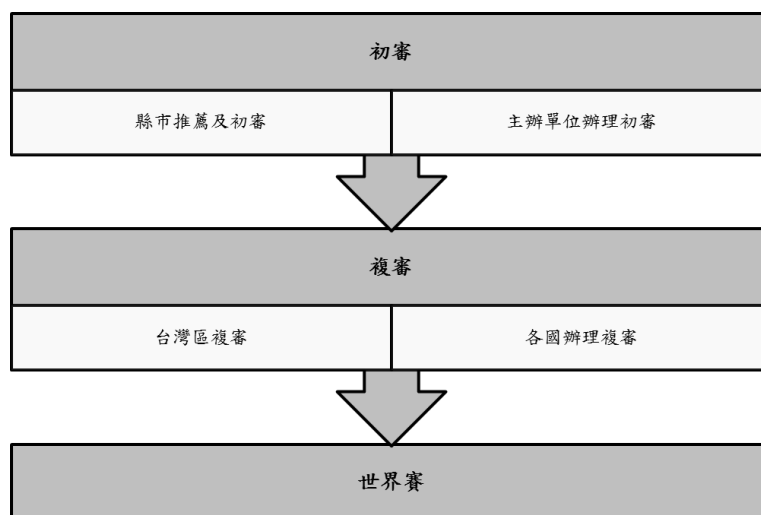 初審
縣市推薦及初審
主辦單位辦理初審
複審
台灣區複審
各國辦理複審
世界賽